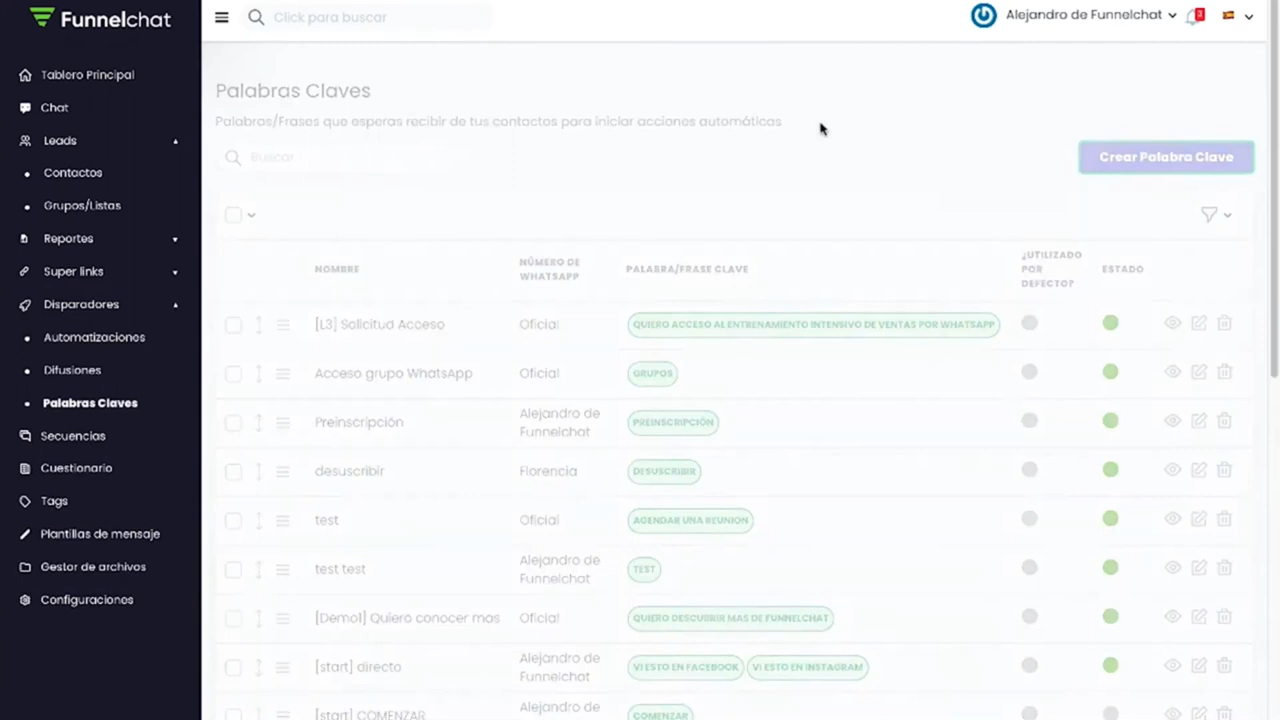 Funnelchat
Click para buscar
Alejandro de Funnelchat
Tablero Principal
Chat
Leads
Contactos
Grupos/Listas
Reportes
Super links
Disparadores
Automatizaciones
Difusiones
Palabras Claves
Secuencias
Cuestionario
Tags
Plantillas de mensaje
Gestor de archivos
Configuraciones
Palabras Claves
Palabras/Frases que esperas recibir de tus contactos para iniciar acciones automáticas
Buscar
Crear Palabra Clave
NOMBRE
NÚMERO DE
WHATSAPP
PALABRA/FRASE CLAVE
¿UTILIZADO
POR
DEFECTO?
ESTADO
[L3] Solicitud Acceso
Oficial
QUIERO ACCESO AL ENTRENAMIENTO INTENSIVO DE VENTAS POR WHATSAPP
Acceso grupo WhatsApp
Oficial
GRUPOS
Preinscripción
Alejandro de
Funnelchat
PREINSCRIPCIÓN
desuscribir
Florencia
DESUSCRIBIR
test
Oficial
AGENDAR UNA REUNION
test test
Alejandro de
Funnelchat
TEST
[Demo1] Quiero conocer mas
Oficial
QUIERO DESCUBRIR MAS DE FUNNELCHAT
[start] directo
Alejandro de
Funnelchat
VI ESTO EN FACEBOOK VI ESTO EN INSTAGRAM
[start] COMENZAR
Alejandro de
COMENZAR